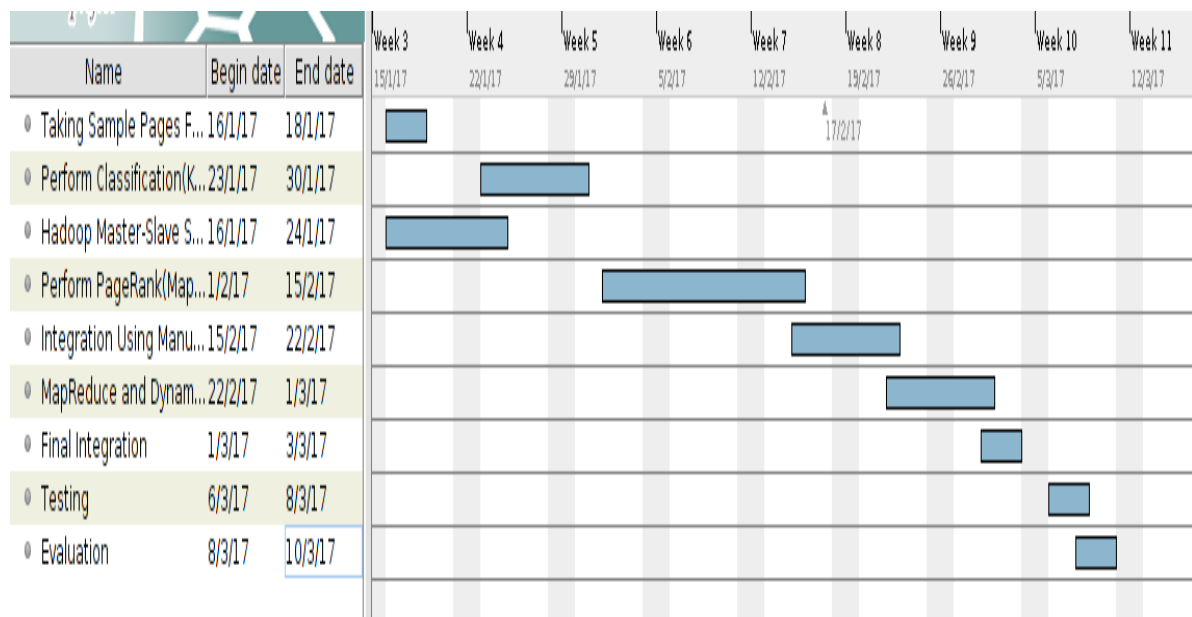 Week 3 Week 4 Week 5 Week 6 Week 7 Week 8 Week 9 Week 10 Week 11
Name Begin date End date 15/1/17 22/1/17 29/1/17 5/2/17 12/2/17 19/2/17 26/2/17 5/3/17 12/3/17
Taking Sample Pages F... 16/1/17 18/1/17
17/2/17
Perform Classification(K... 23/1/17 30/1/17
Hadoop Master-Slave S... 16/1/17 24/1/17
Perform PageRank(Map... 1/2/17 15/2/17
Integration Using Manu... 15/2/17 22/2/17
MapReduce and Dynam... 22/2/17 1/3/17
Final Integration 1/3/17 3/3/17
Testing 6/3/17 8/3/17
Evaluation 8/3/17 10/3/17